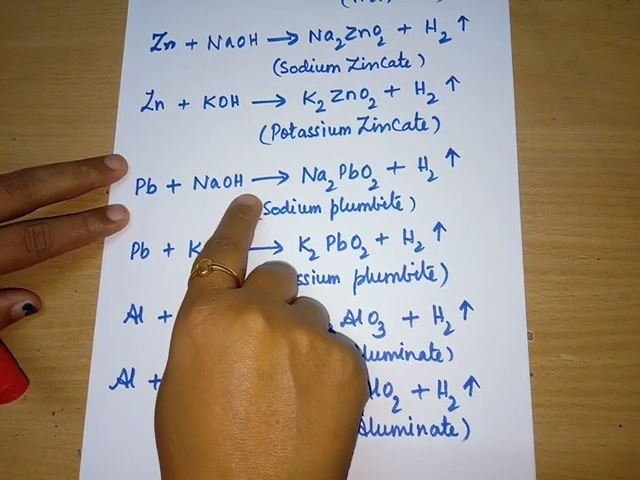 Zn + NaOH → Na₂ZnO₂ + H₂ ↑
(Sodium Zincate)
Zn + KOH → K₂ZnO₂ + H₂ ↑
(Potassium Zincate)
Pb + NaOH → Na₂PbO₂ + H₂ ↑
(Sodium plumbite)
Pb + K → K₂PbO₂ + H₂ ↑
ssium plumbite)
Al + AlO₃ + H₂ ↑
luminate)
Al + lO₂ + H₂ ↑
Aluminate)